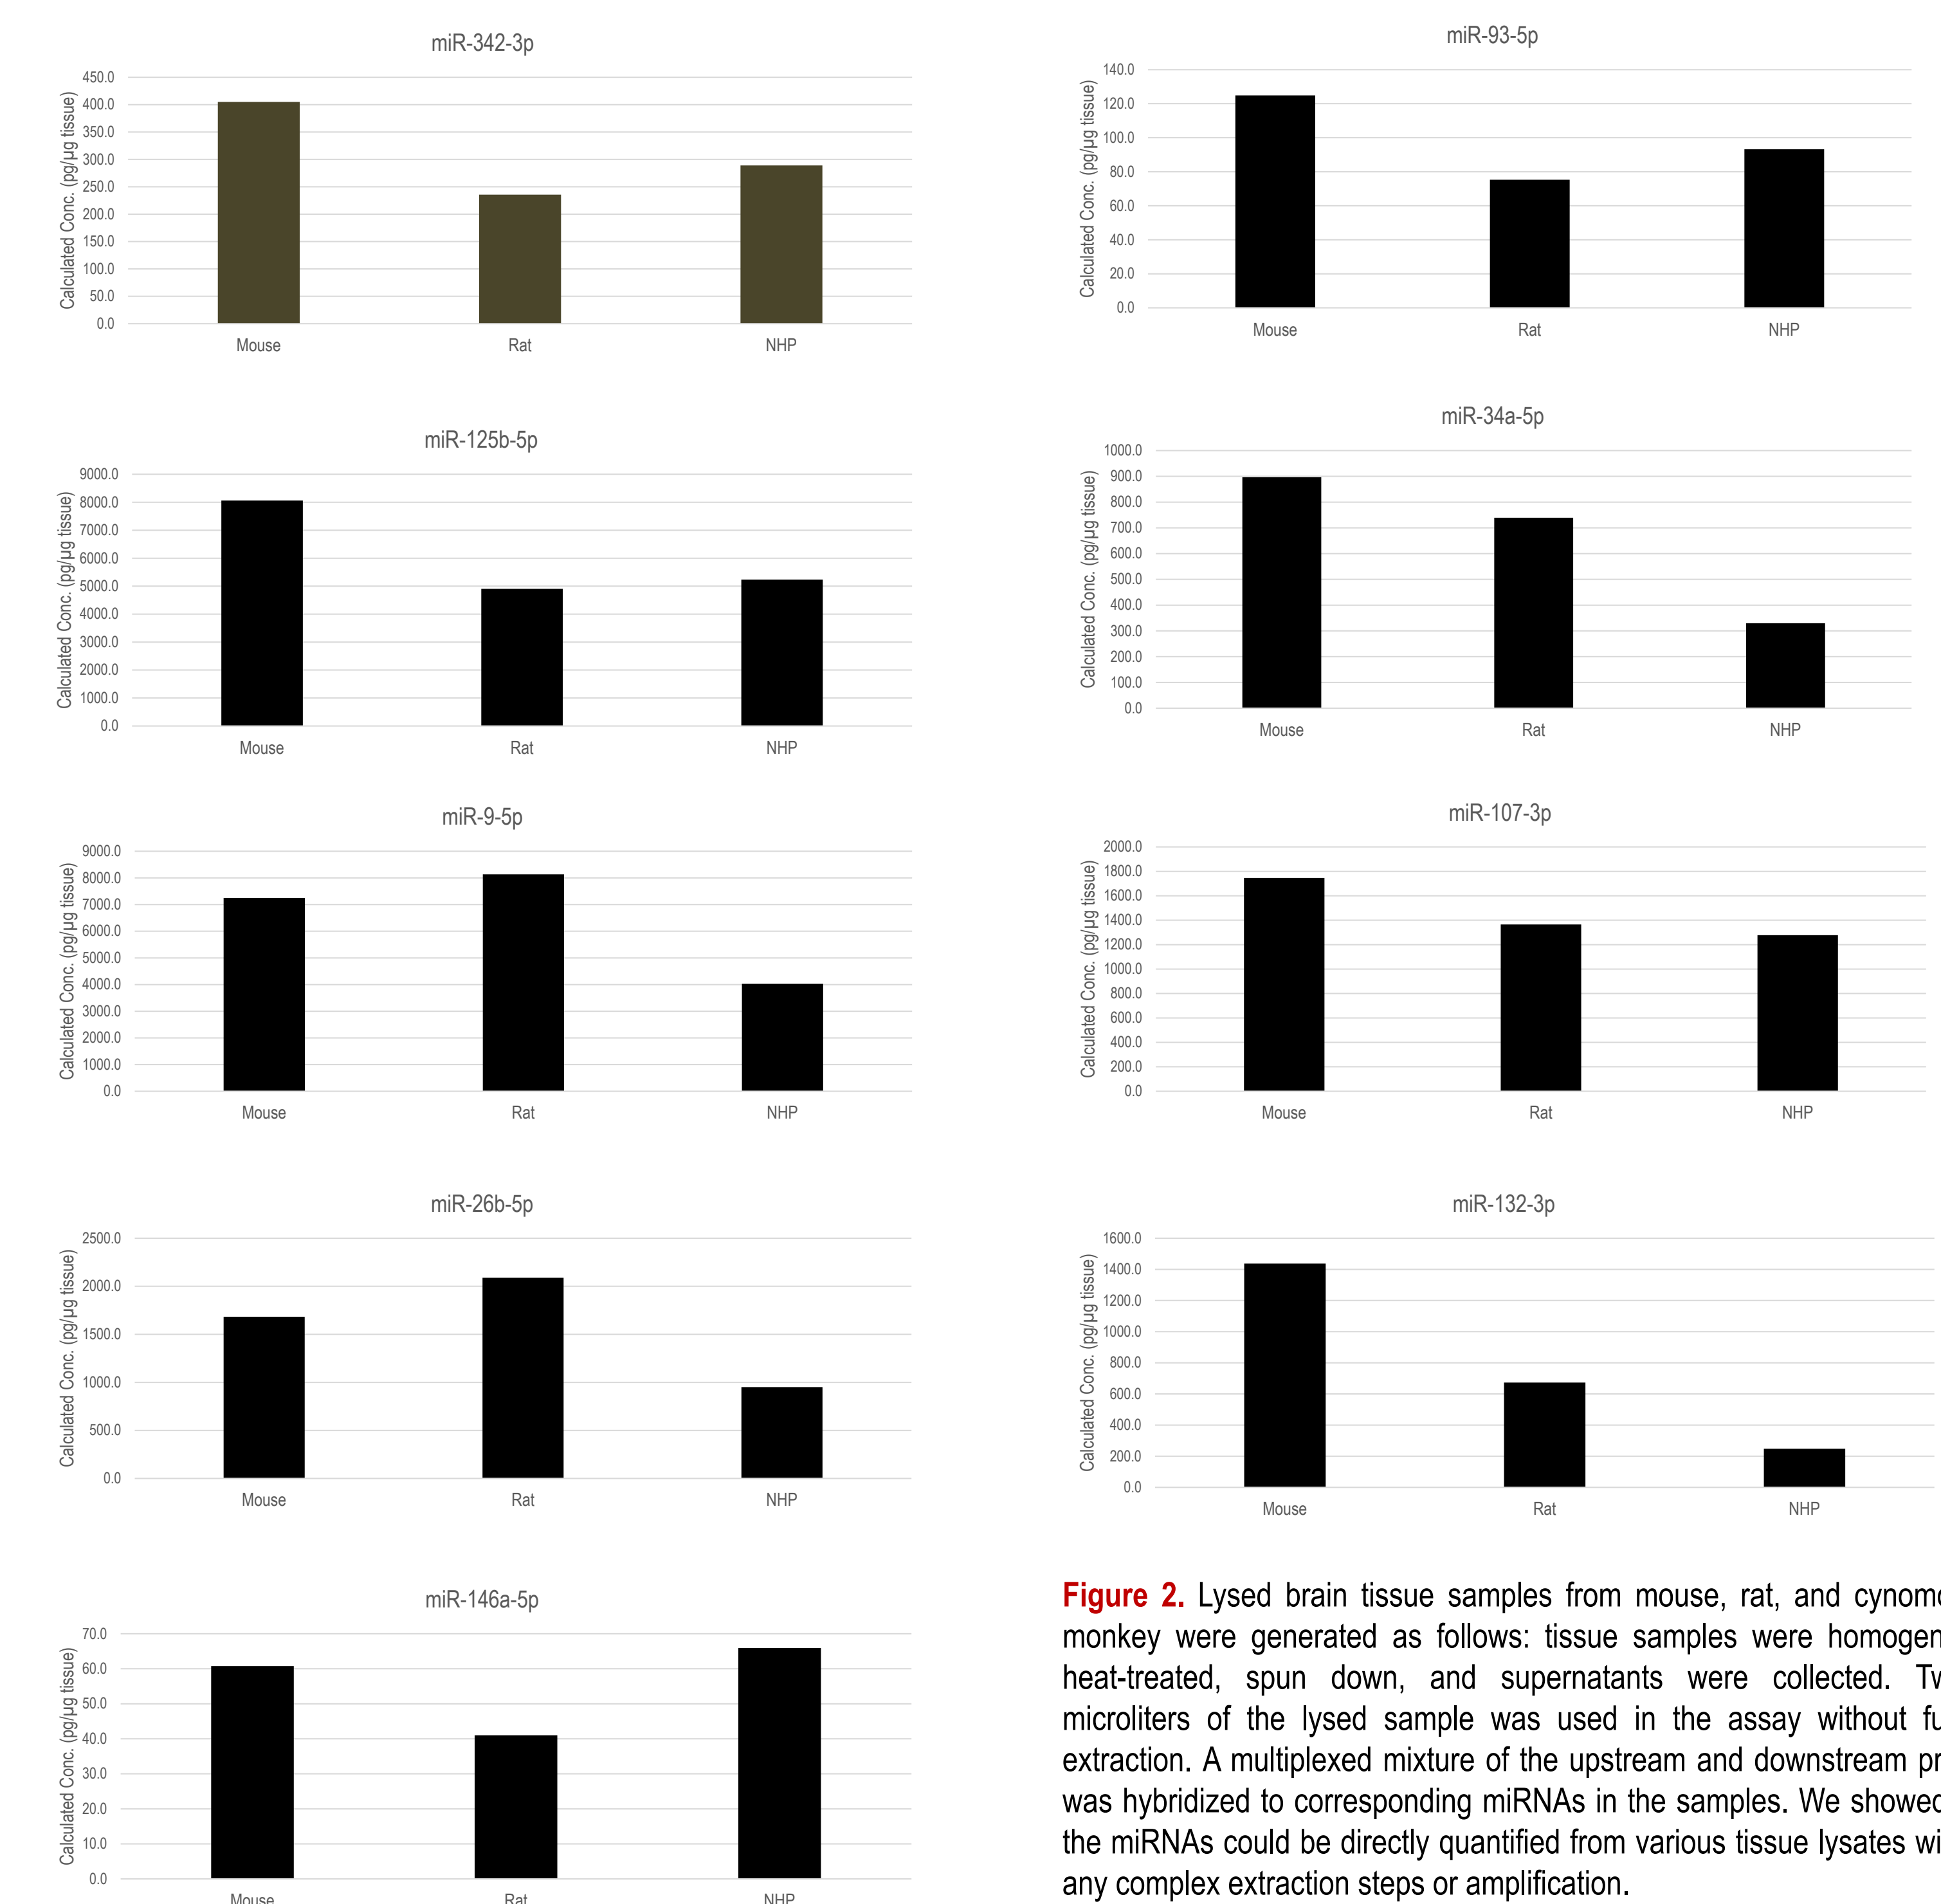 miR-342-3p
Calculated Conc. (pg/µg tissue)
450.0
400.0
350.0
300.0
250.0
200.0
150.0
100.0
50.0
0.0
Mouse Rat NHP
miR-125b-5p
Calculated Conc. (pg/µg tissue)
9000.0
8000.0
7000.0
6000.0
5000.0
4000.0
3000.0
2000.0
1000.0
0.0
Mouse Rat NHP
miR-9-5p
Calculated Conc. (pg/µg tissue)
9000.0
8000.0
7000.0
6000.0
5000.0
4000.0
3000.0
2000.0
1000.0
0.0
Mouse Rat NHP
miR-26b-5p
Calculated Conc. (pg/µg tissue)
2500.0
2000.0
1500.0
1000.0
500.0
0.0
Mouse Rat NHP
miR-146a-5p
Calculated Conc. (pg/µg tissue)
70.0
60.0
50.0
40.0
30.0
20.0
10.0
0.0
Mouse Rat NHP
miR-93-5p
Calculated Conc. (pg/µg tissue)
140.0
120.0
100.0
80.0
60.0
40.0
20.0
0.0
Mouse Rat NHP
miR-34a-5p
Calculated Conc. (pg/µg tissue)
1000.0
900.0
800.0
700.0
600.0
500.0
400.0
300.0
200.0
100.0
0.0
Mouse Rat NHP
miR-107-3p
Calculated Conc. (pg/µg tissue)
2000.0
1800.0
1600.0
1400.0
1200.0
1000.0
800.0
600.0
400.0
200.0
0.0
Mouse Rat NHP
miR-132-3p
Calculated Conc. (pg/µg tissue)
1600.0
1400.0
1200.0
1000.0
800.0
600.0
400.0
200.0
0.0
Mouse Rat NHP
Figure 2. Lysed brain tissue samples from mouse, rat, and
monkey were generated as follows: tissue samples were
heat-treated, spun down, and supernatants were collected.
microliters of the lysed sample was used in the assay without
extraction. A multiplexed mixture of the upstream and downstream
was hybridized to corresponding miRNAs in the samples. We showed
the miRNAs could be directly quantified from various tissue lysates
any complex extraction steps or amplification.